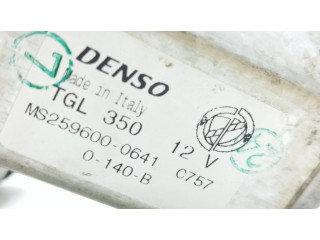 DENSO
Made in Italy
TGL 350
MS259600-0641 12 V
0-140-B C757